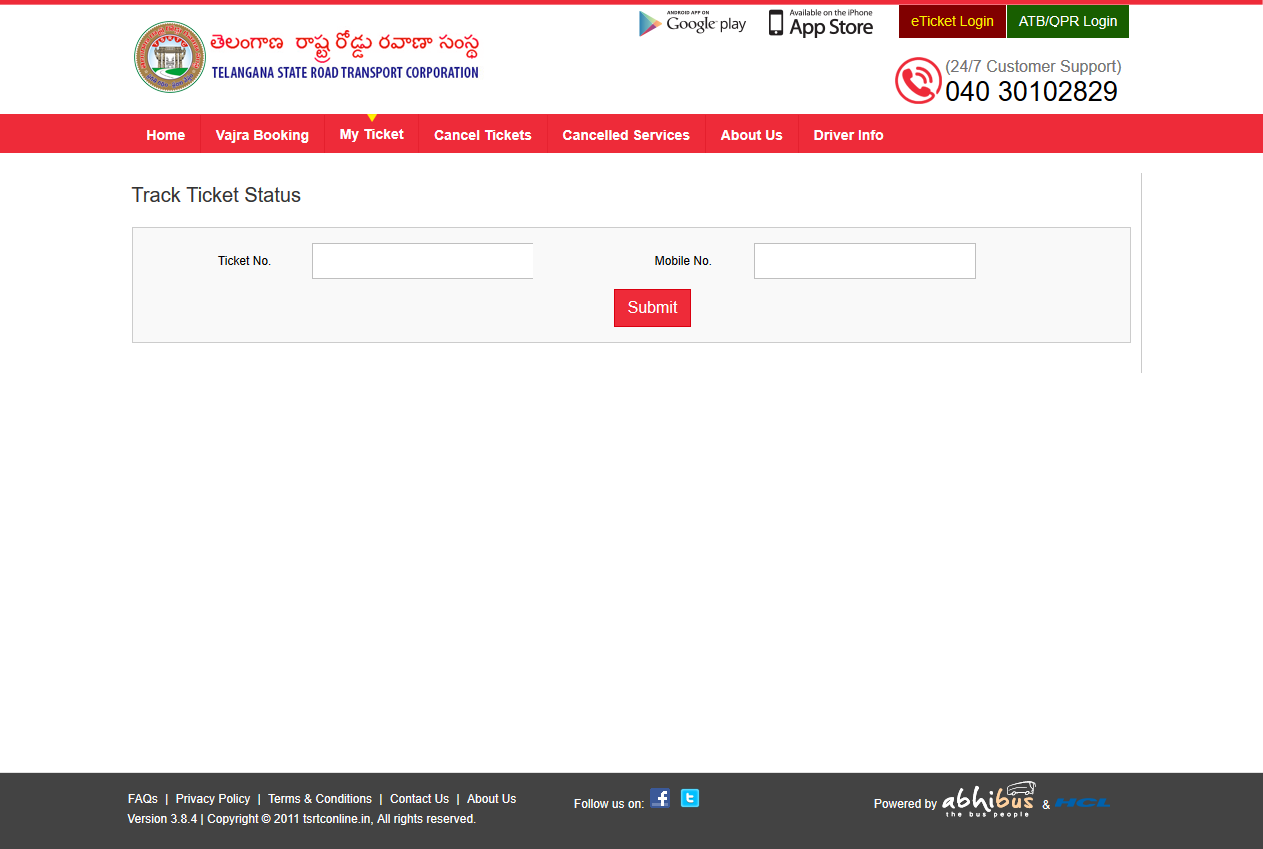 తెలంగాణ రాష్ట్ర రోడ్డు రవాణా సంస్థ
TELANGANA STATE ROAD TRANSPORT CORPORATION
ANDROID APP ON
Google play
Available on the iPhone
App Store
eTicket Login
ATB/QPR Login
(24/7 Customer Support)
040 30102829
Home
Vajra Booking
My Ticket
Cancel Tickets
Cancelled Services
About Us
Driver Info
Track Ticket Status
Ticket No.
Mobile No.
Submit
FAQs | Privacy Policy | Terms & Conditions | Contact Us | About Us
Version 3.8.4 | Copyright © 2011 tsrtconline.in, All rights reserved.
Follow us on:
Powered by abhibus & HCL
the bus people